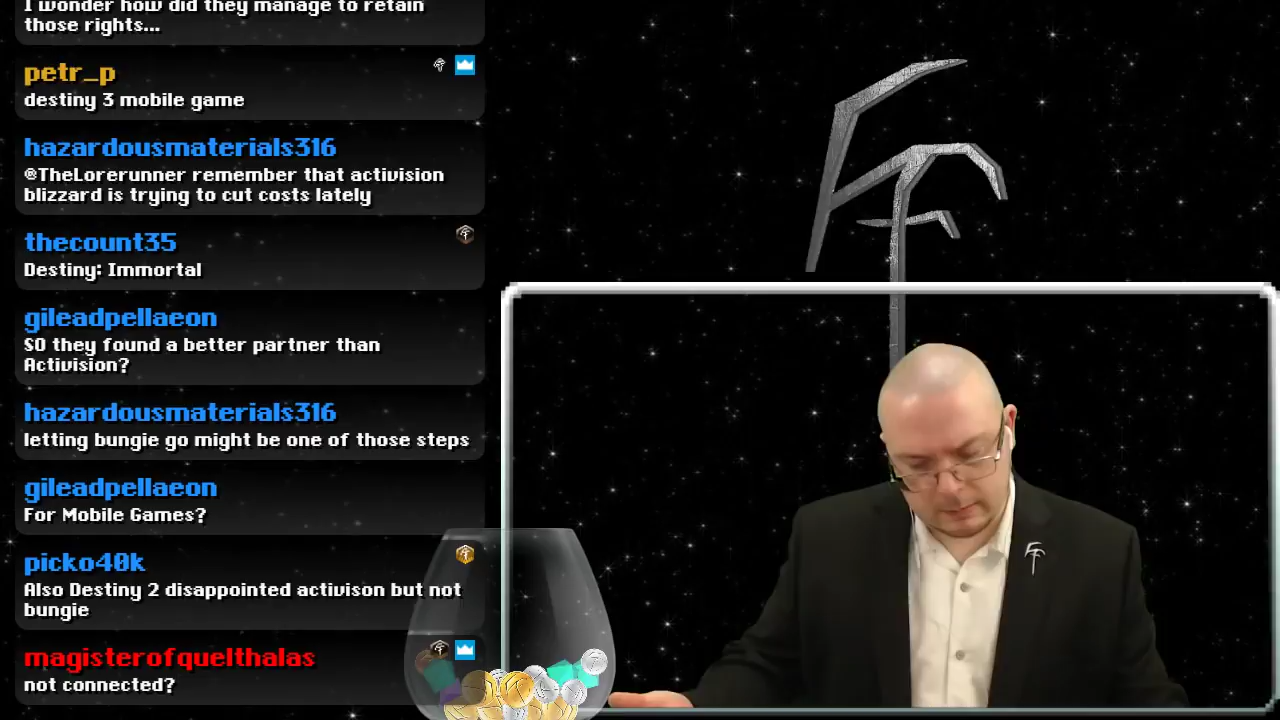 I wonder how did they manage to retain
those rights...
petr_p
destiny 3 mobile game
hazardousmaterials316
@TheLorerunner remember that activision
blizzard is trying to cut costs lately
thecount35
Destiny: Immortal
gileadpellaeon
SO they found a better partner than
Activision?
hazardousmaterials316
letting bungie go might be one of those steps
gileadpellaeon
For Mobile Games?
picko40k
Also Destiny 2 disappointed activison but not
bungie
magisterofquelthalas
not connected?